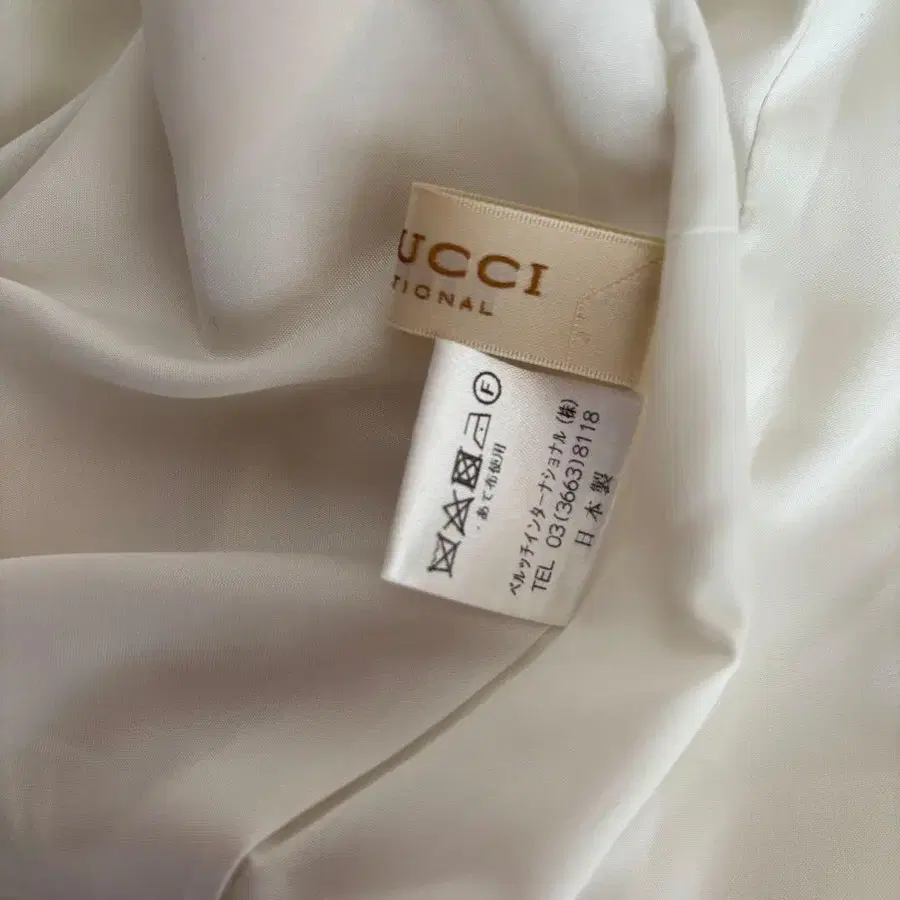 UCCI
TIONAL
F
・あて布使用
ベルッチインターナショナル(株)
TEL 03(3663)8118
日本製